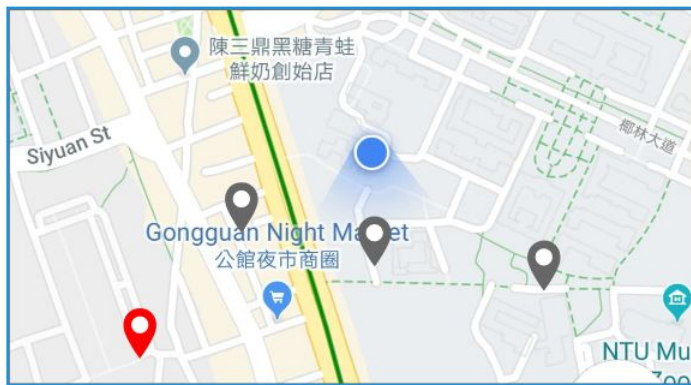 陳三鼎黑糖青蛙
鮮奶創始店
Siyuan St
椰林大道
Gongguan Night Market
公館夜市商圈
NTU Mu
Zoo